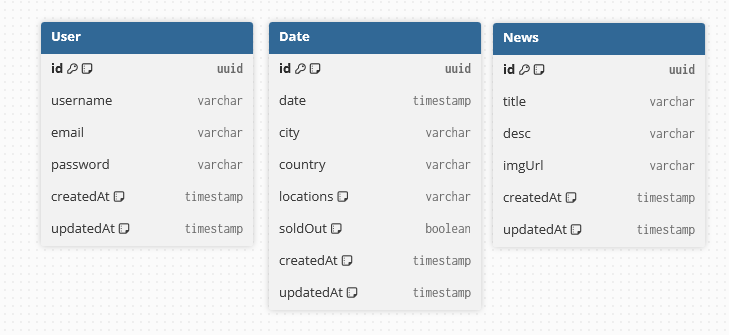 User
id uuid
username varchar
email varchar
password varchar
createdAt timestamp
updatedAt timestamp
Date
id uuid
date timestamp
city varchar
country varchar
locations varchar
soldOut boolean
createdAt timestamp
updatedAt timestamp
News
id uuid
title varchar
desc varchar
imgUrl varchar
createdAt timestamp
updatedAt timestamp